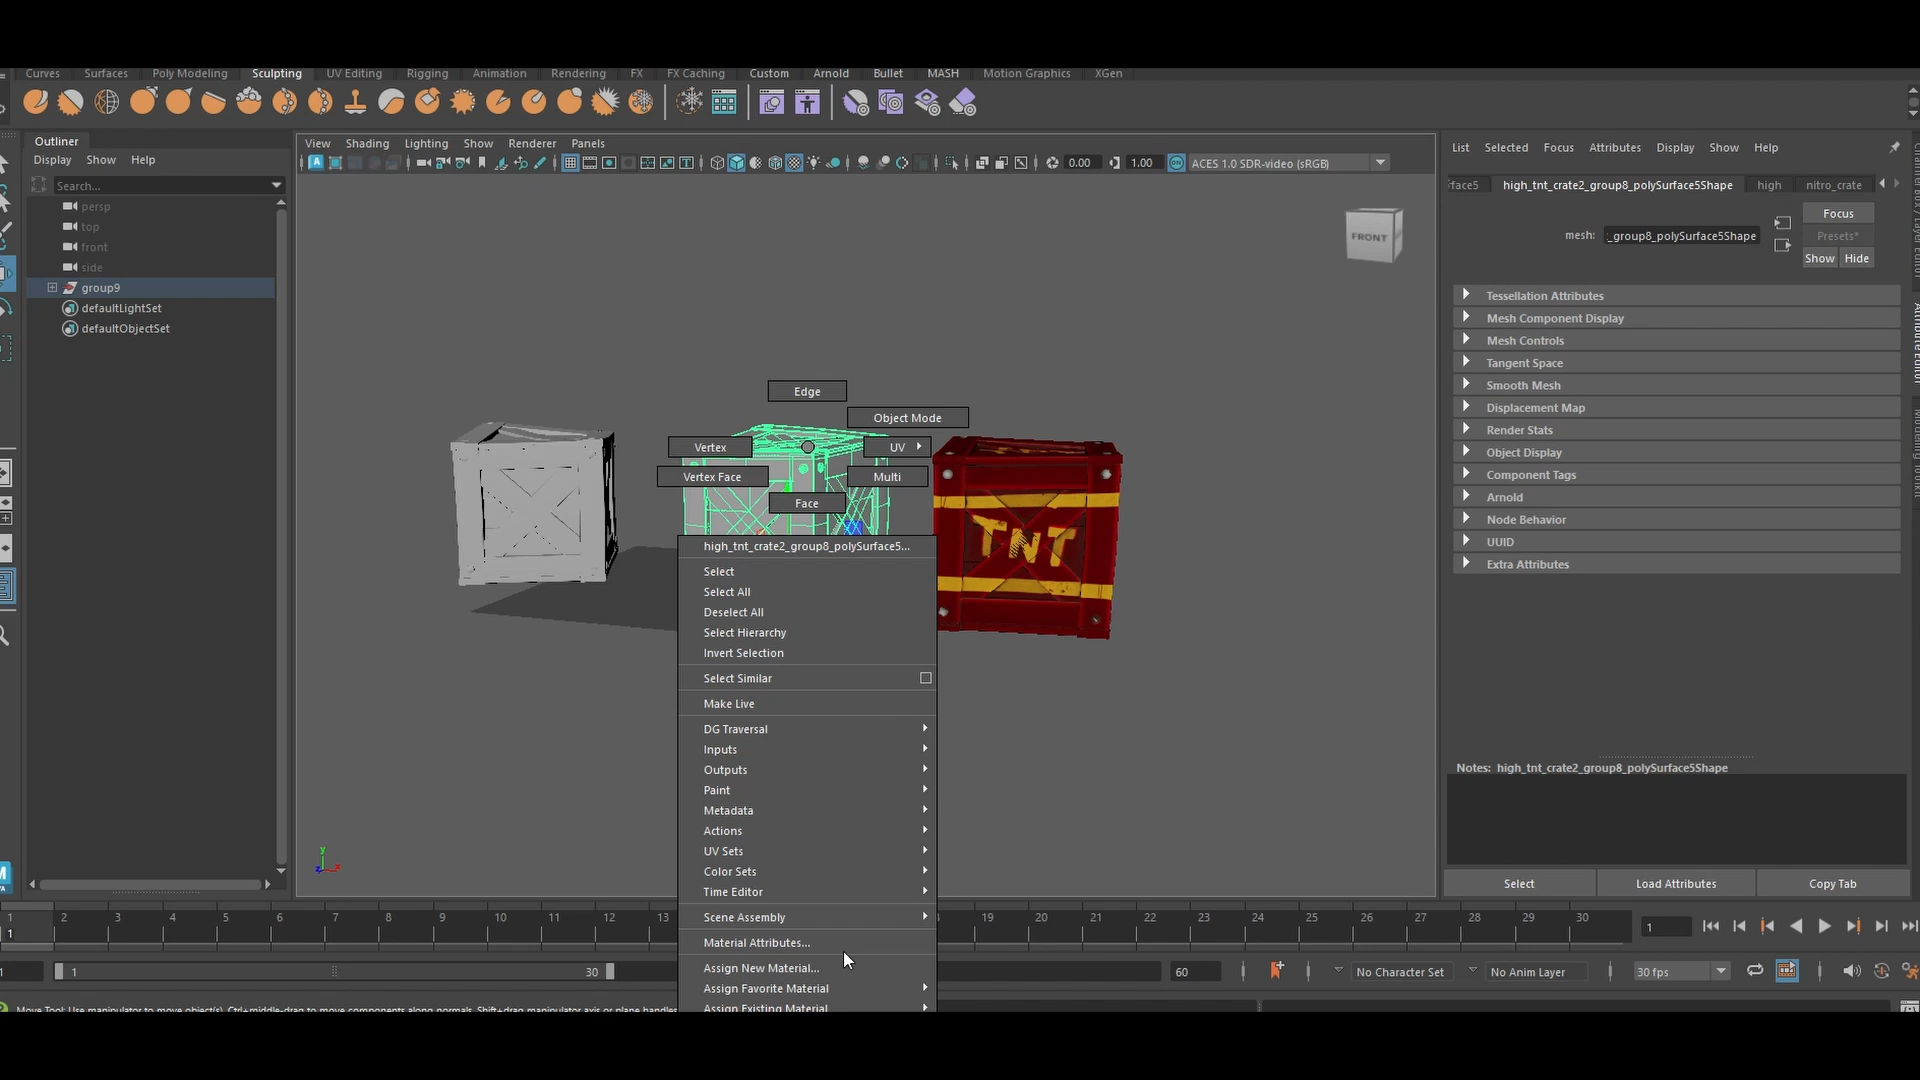 Curves Surfaces Poly Modeling Sculpting UV Editing Rigging Animation Rendering FX FX Caching Custom Arnold Bullet MASH Motion Graphics XGen
Outliner
Display Show Help
Search...
persp
top
front
side
group9
defaultLightSet
defaultObjectSet
View Shading Lighting Show Renderer Panels
0.00 1.00 ACES 1.0 SDR-video (sRGB)
FRONT
Edge
Object Mode
Vertex UV
Vertex Face Multi
Face
TNT
high_tnt_crate2_group8_polySurface5...
Select
Select All
Deselect All
Select Hierarchy
Invert Selection
Select Similar
Make Live
DG Traversal
Inputs
Outputs
Paint
Metadata
Actions
UV Sets
Color Sets
Time Editor
Scene Assembly
Material Attributes...
Assign New Material...
Assign Favorite Material
Assign Existing Material
y
z x
List Selected Focus Attributes Display Show Help
rface5 high_tnt_crate2_group8_polySurface5Shape high nitro_crate
Focus
mesh: :_group8_polySurface5Shape Presets*
Show Hide
Tessellation Attributes
Mesh Component Display
Mesh Controls
Tangent Space
Smooth Mesh
Displacement Map
Render Stats
Object Display
Component Tags
Arnold
Node Behavior
UUID
Extra Attributes
Notes: high_tnt_crate2_group8_polySurface5Shape
Select Load Attributes Copy Tab
1 2 3 4 5 6 7 8 9 10 11 12 13 19 20 21 22 23 24 25 26 27 28 29 30
1 1
1 1 30 60 No Character Set No Anim Layer 30 fps
Move Tool: Use manipulator to move object(s). Ctrl+middle-drag to move components along normals. Shift+drag manipulator axis or plane handles